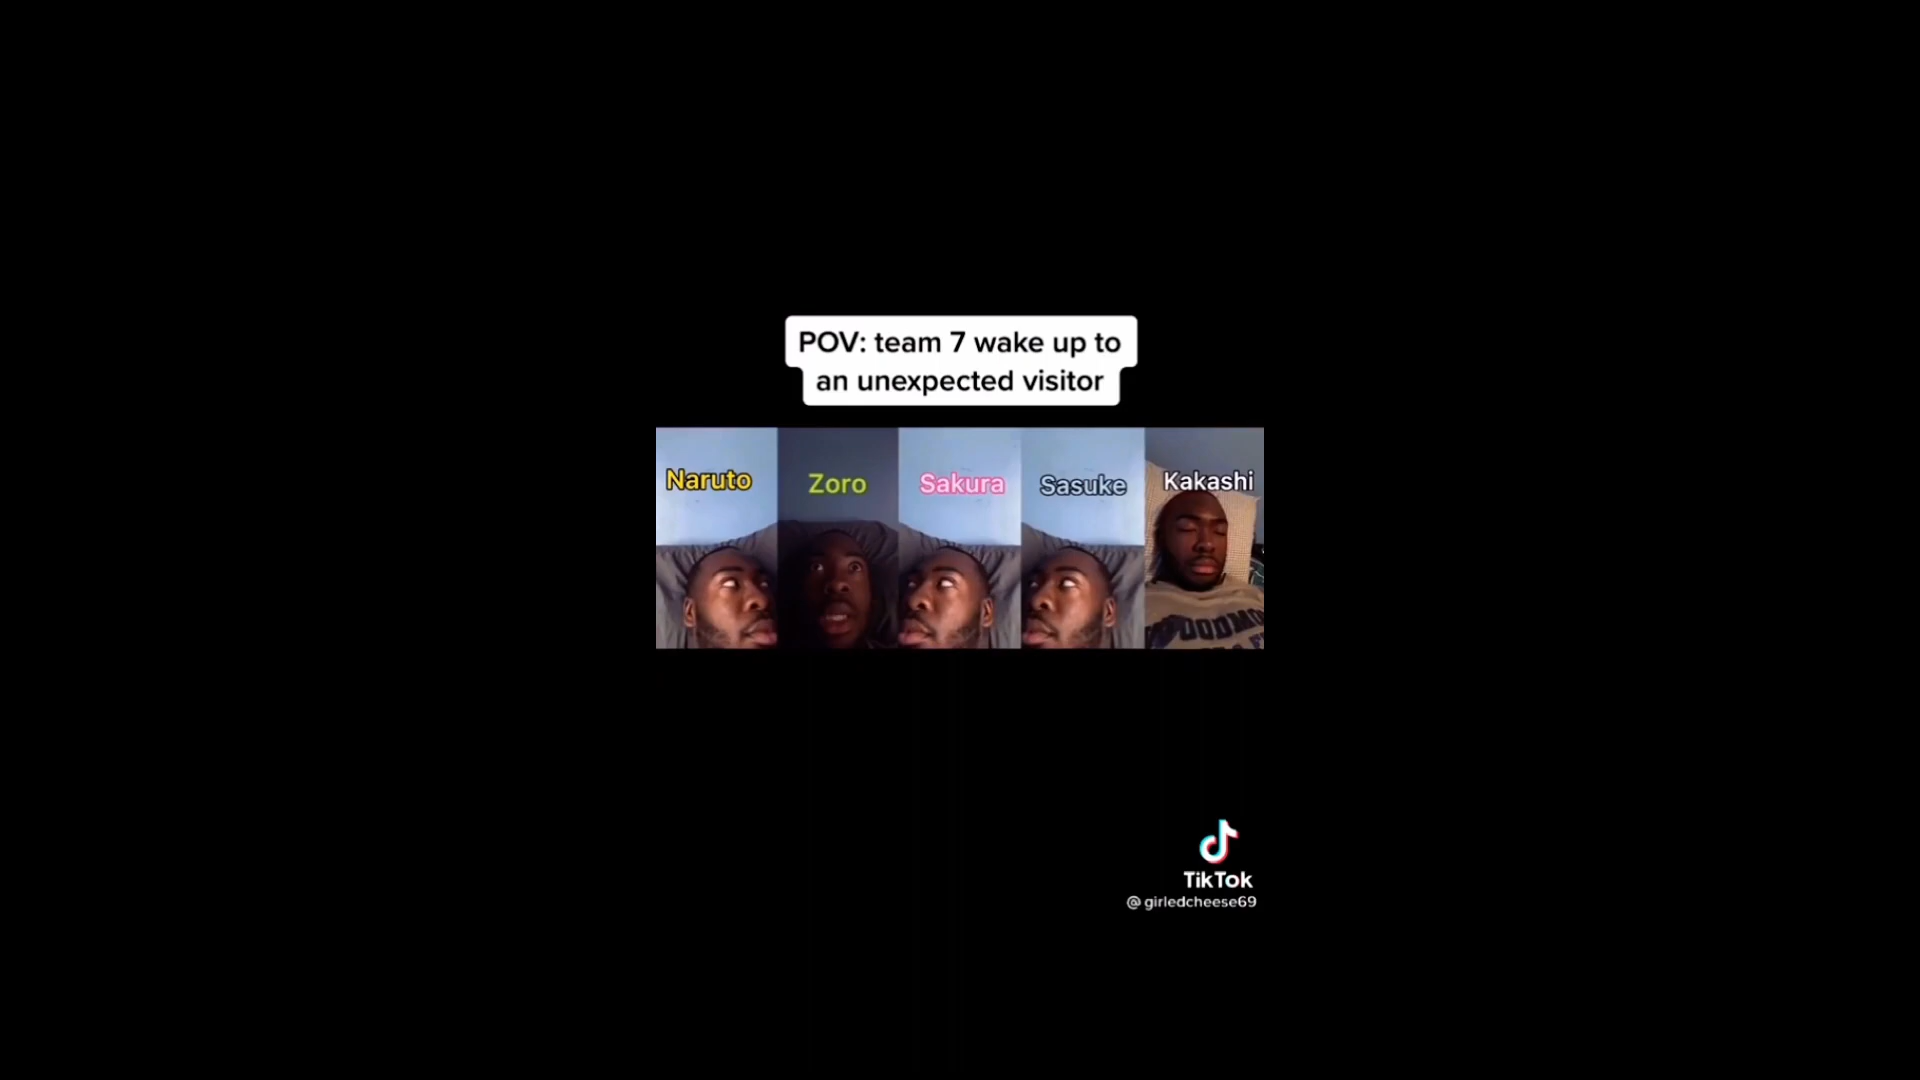 POV: team 7 wake up to
an unexpected visitor
Naruto
Zoro
Sakura
Sasuke
Kakashi
TikTok
@girledcheese69